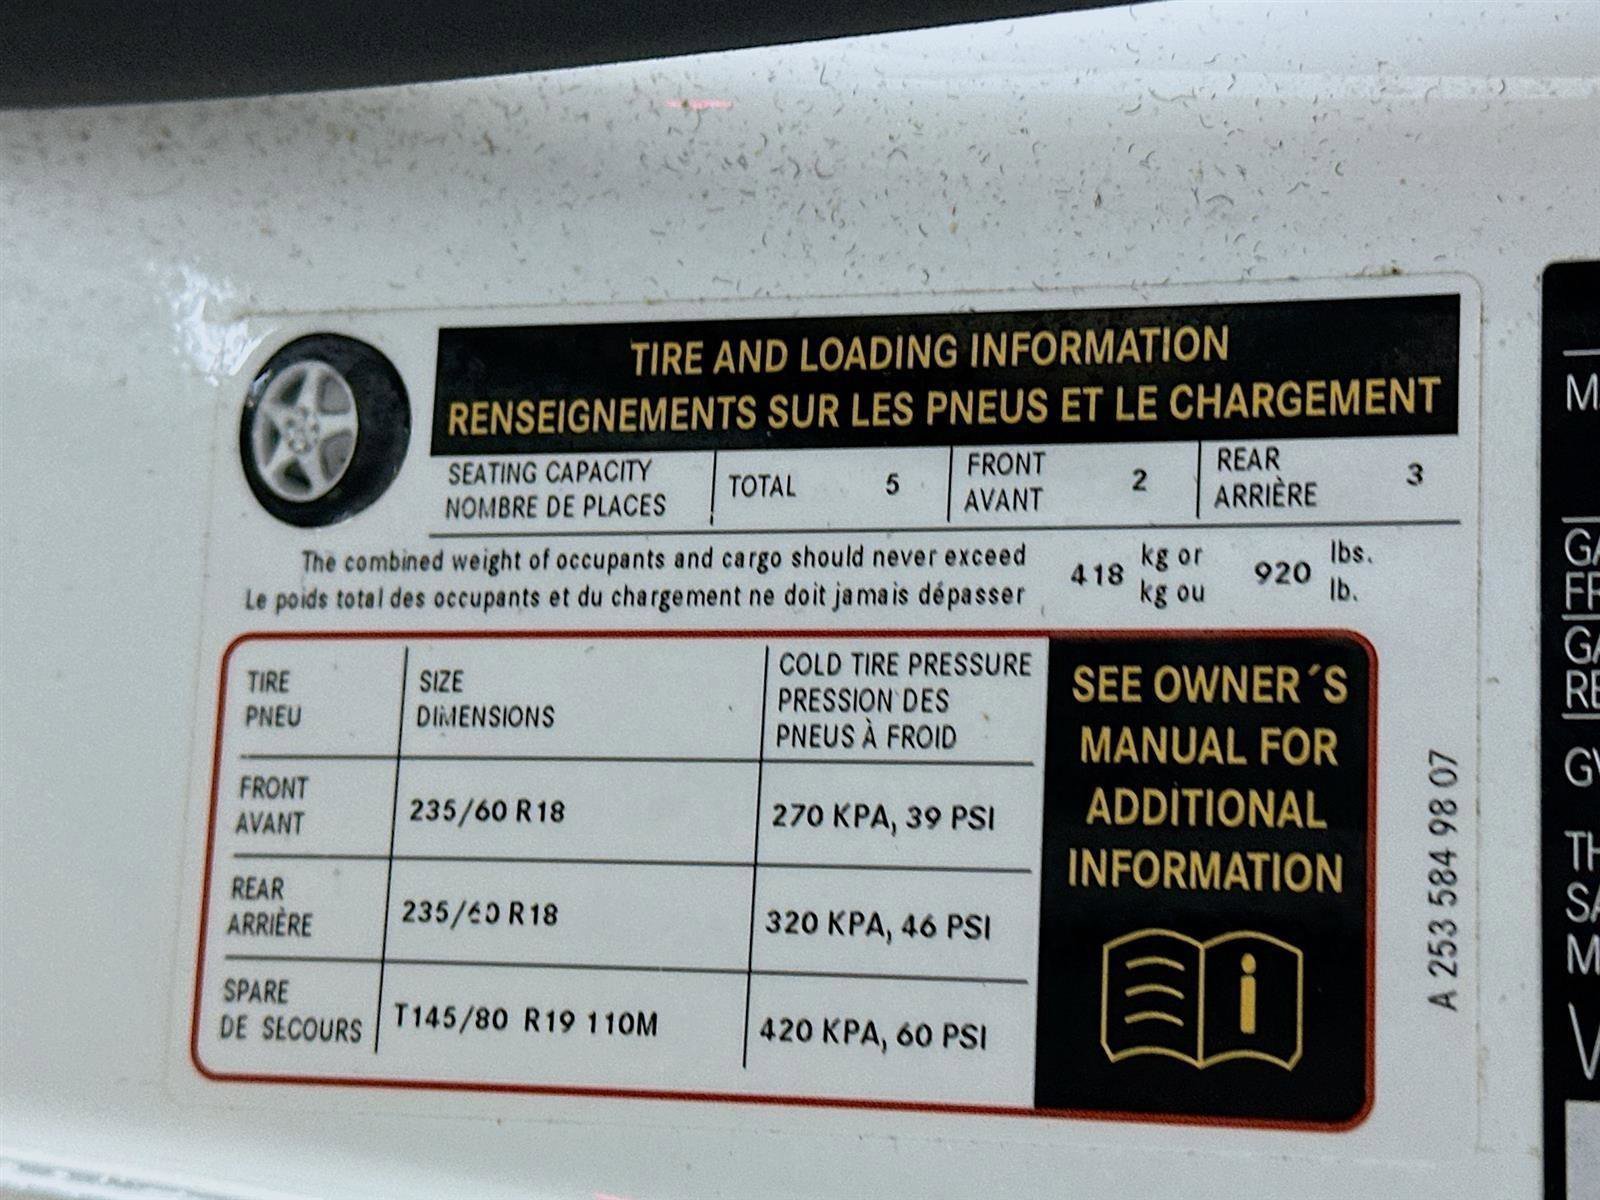 TIRE AND LOADING INFORMATION
RENSEIGNEMENTS SUR LES PNEUS ET LE CHARGEMENT
SEATING CAPACITY
NOMBRE DE PLACES
TOTAL 5
FRONT
AVANT
2
REAR
ARRIÈRE
3
The combined weight of occupants and cargo should never exceed
Le poids total des occupants et du chargement ne doit jamais dépasser
418
kg or
kg ou
920
lbs.
lb.
TIRE
PNEU
SIZE
DIMENSIONS
COLD TIRE PRESSURE
PRESSION DES
PNEUS À FROID
FRONT
AVANT
235/60 R18
270 KPA, 39 PSI
REAR
ARRIÈRE
235/60 R18
320 KPA, 46 PSI
SPARE
DE SECOURS
T145/80 R19 110M
420 KPA, 60 PSI
SEE OWNER´S
MANUAL FOR
ADDITIONAL
INFORMATION
i
A 253 584 98 07